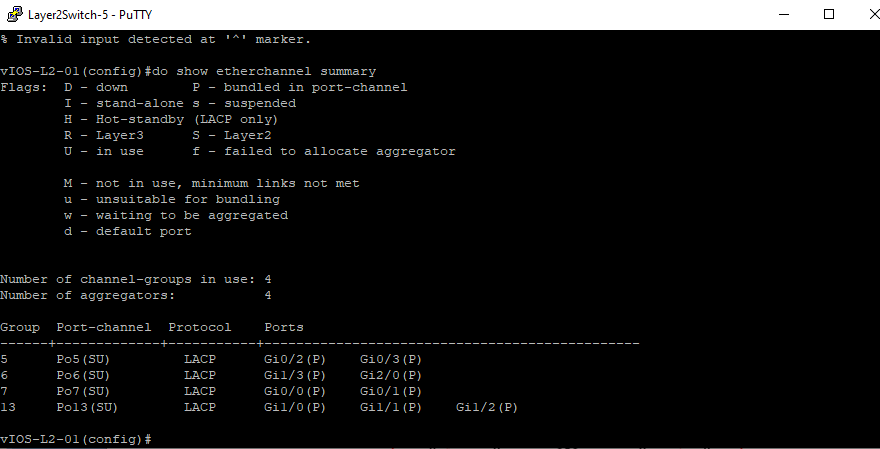 Layer2Switch-5 - PuTTY
% Invalid input detected at '^' marker.
vIOS-L2-01(config)#do show etherchannel summary
Flags:  D - down        P - bundled in port-channel
        I - stand-alone s - suspended
        H - Hot-standby (LACP only)
        R - Layer3      S - Layer2
        U - in use      f - failed to allocate aggregator
        M - not in use, minimum links not met
        u - unsuitable for bundling
        w - waiting to be aggregated
        d - default port
Number of channel-groups in use: 4
Number of aggregators:           4
Group  Port-channel  Protocol    Ports
------+-------------+-----------+-----------------------------------------------
5      Po5(SU)         LACP      Gi0/2(P)    Gi0/3(P)
6      Po6(SU)         LACP      Gi1/3(P)    Gi2/0(P)
7      Po7(SU)         LACP      Gi0/0(P)    Gi0/1(P)
13     Po13(SU)        LACP      Gi1/0(P)    Gi1/1(P)    Gi1/2(P)
vIOS-L2-01(config)#